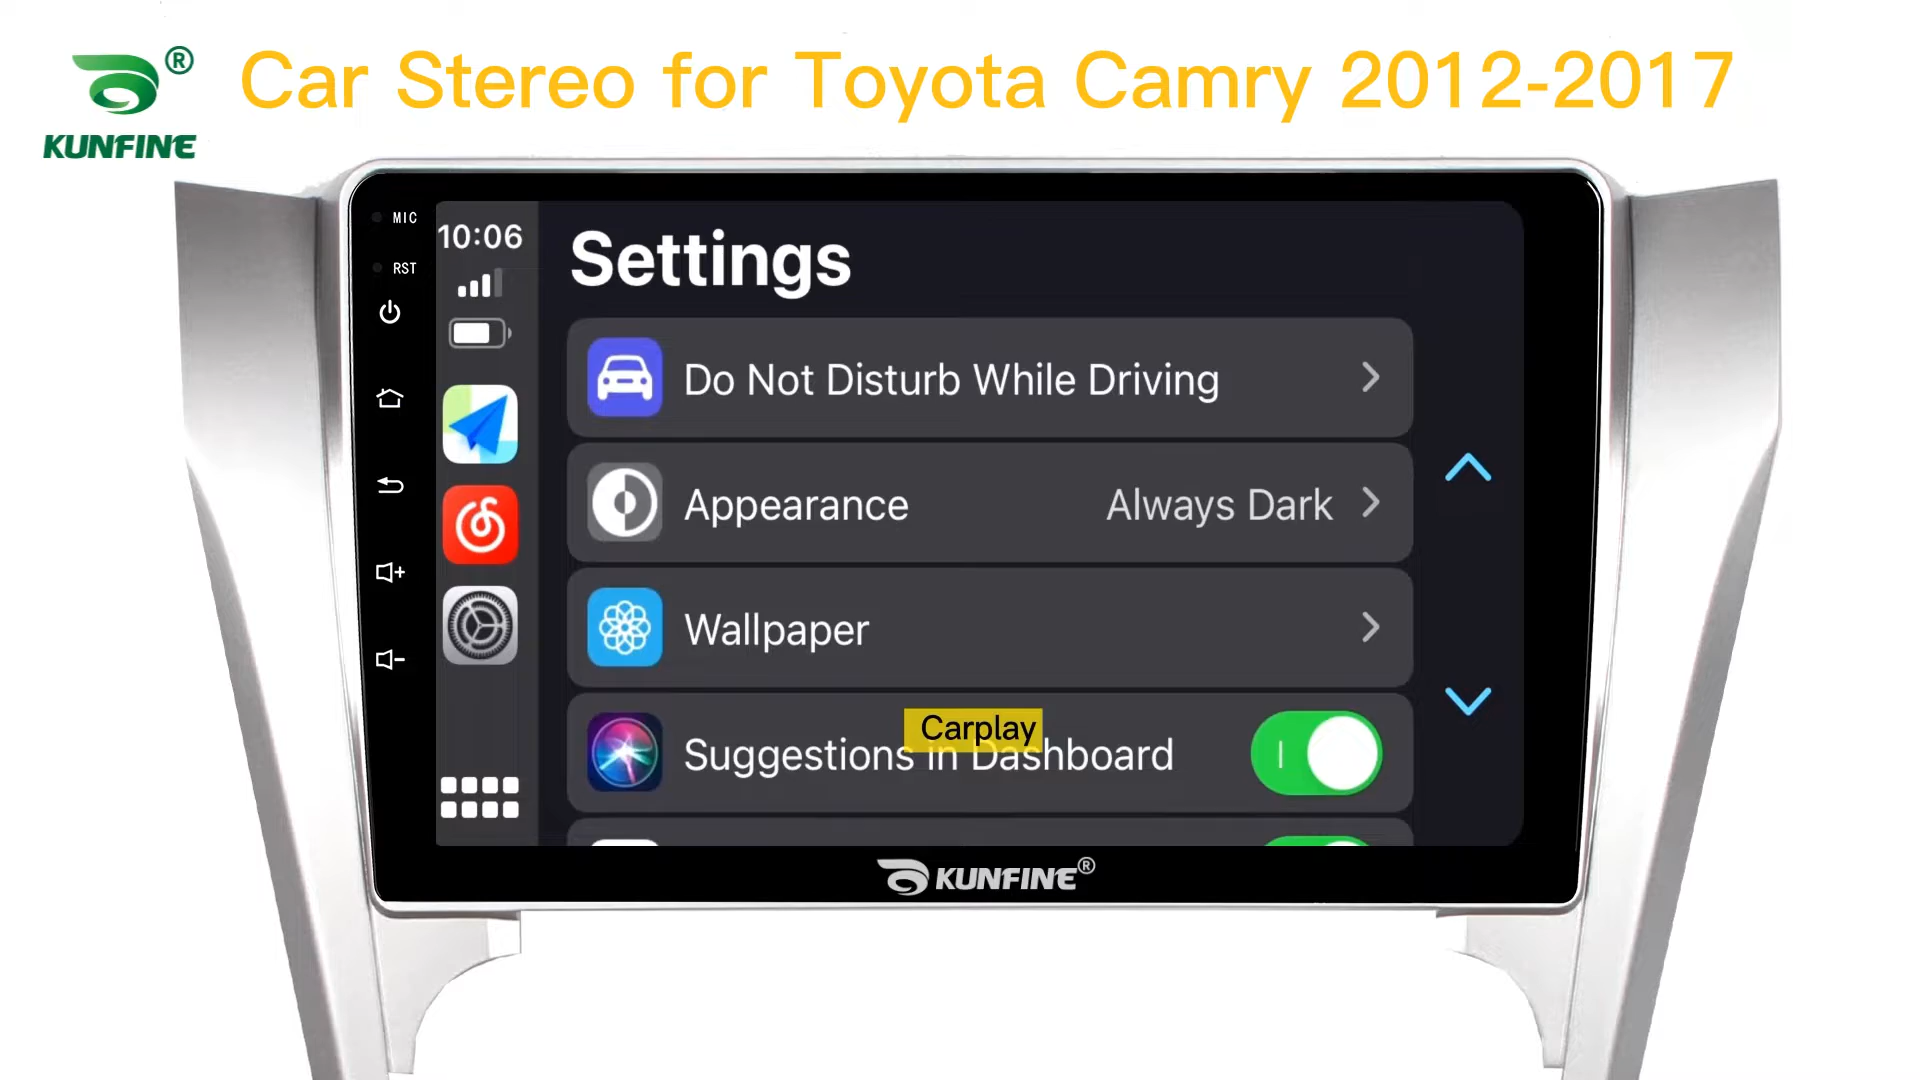 Car Stereo for Toyota Camry 2012-2017
®
KUNFINE
MIC
RST
10:06
Settings
Do Not Disturb While Driving
Appearance
Always Dark
Wallpaper
Carplay
Suggestions in Dashboard
KUNFINE®